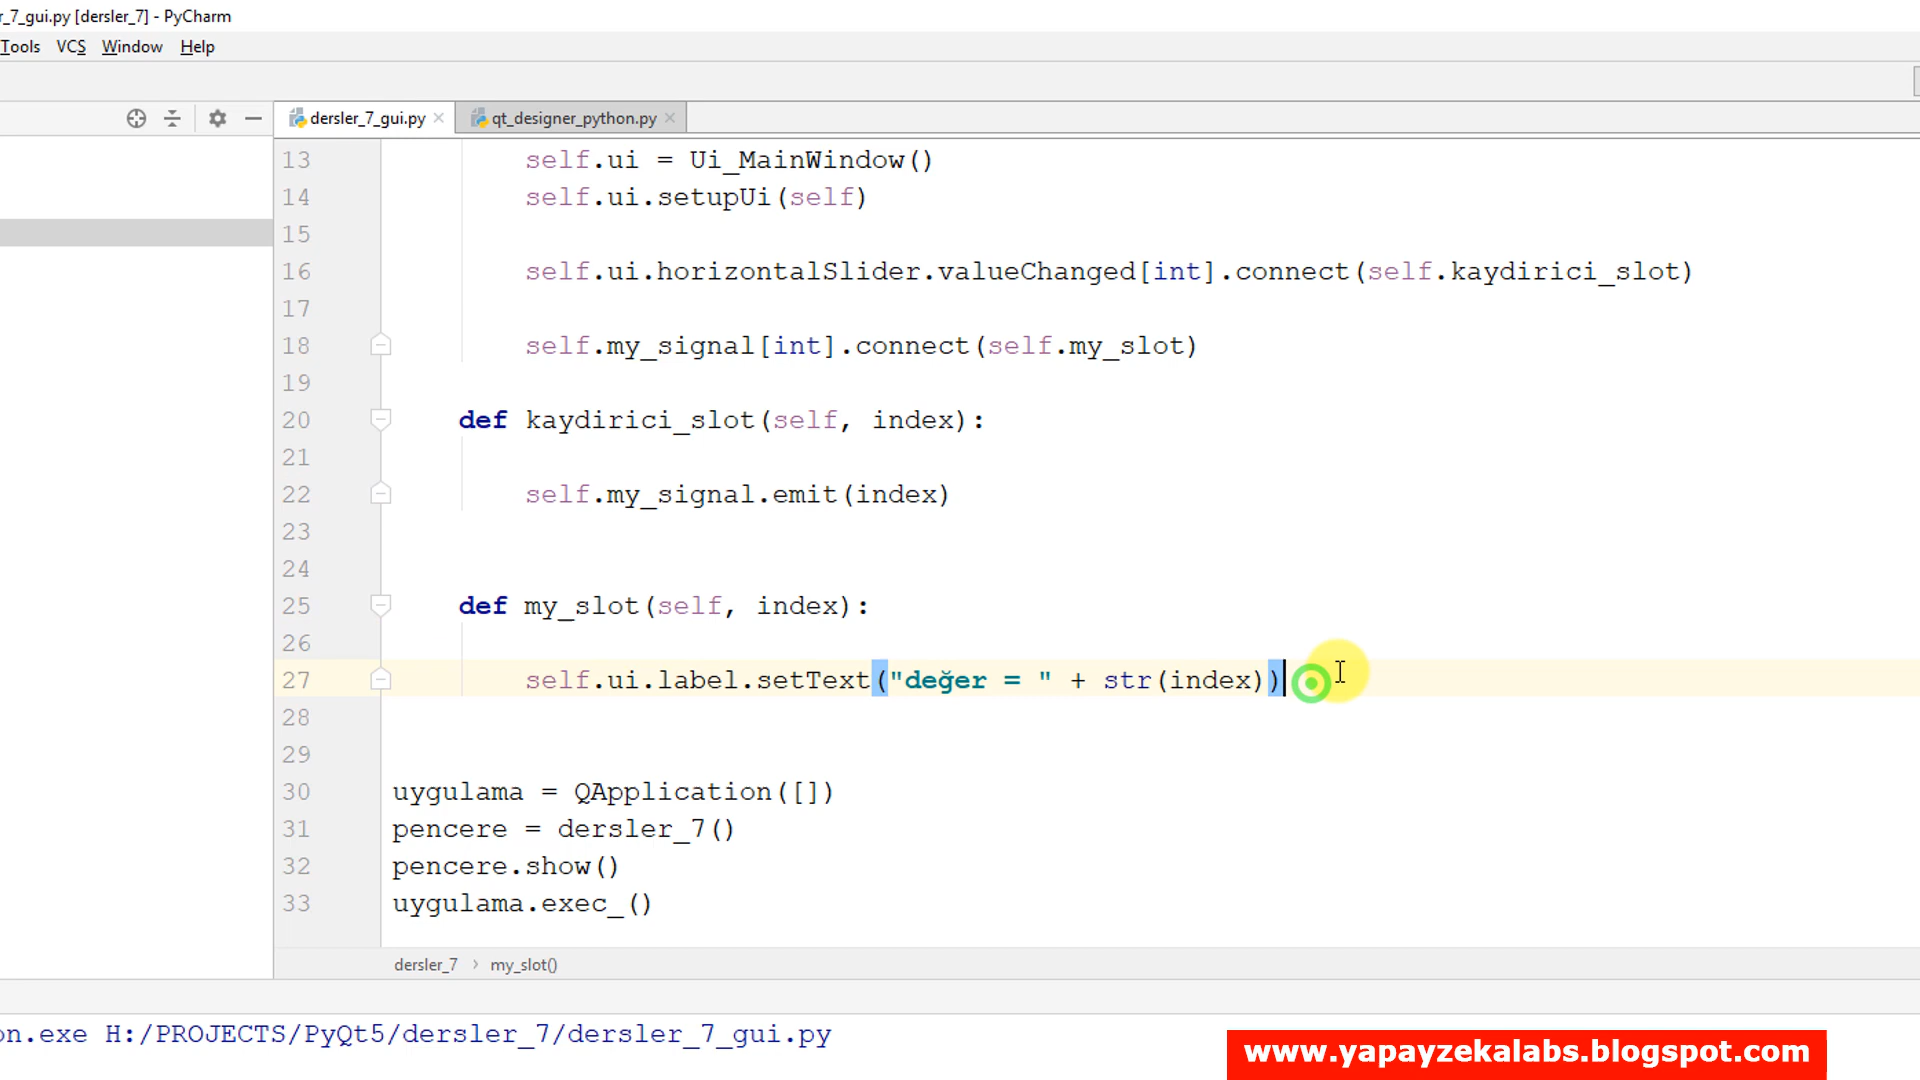 r_7_gui.py [dersler_7] - PyCharm
Tools VCS Window Help
dersler_7_gui.py qt_designer_python.py
13 self.ui = Ui_MainWindow()
14 self.ui.setupUi(self)
15
16 self.ui.horizontalSlider.valueChanged[int].connect(self.kaydirici_slot)
17
18 self.my_signal[int].connect(self.my_slot)
19
20 def kaydirici_slot(self, index):
21
22 self.my_signal.emit(index)
23
24
25 def my_slot(self, index):
26
27 self.ui.label.setText("değer = " + str(index))
28
29
30 uygulama = QApplication([])
31 pencere = dersler_7()
32 pencere.show()
33 uygulama.exec_()
dersler_7 › my_slot()
on.exe H:/PROJECTS/PyQt5/dersler_7/dersler_7_gui.py
www.yapayzekalabs.blogspot.com